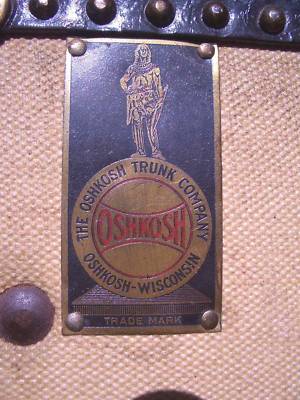 THE OSHKOSH TRUNK COMPANY
OSHKOSH
OSHKOSH-WISCONSIN
TRADE MARK